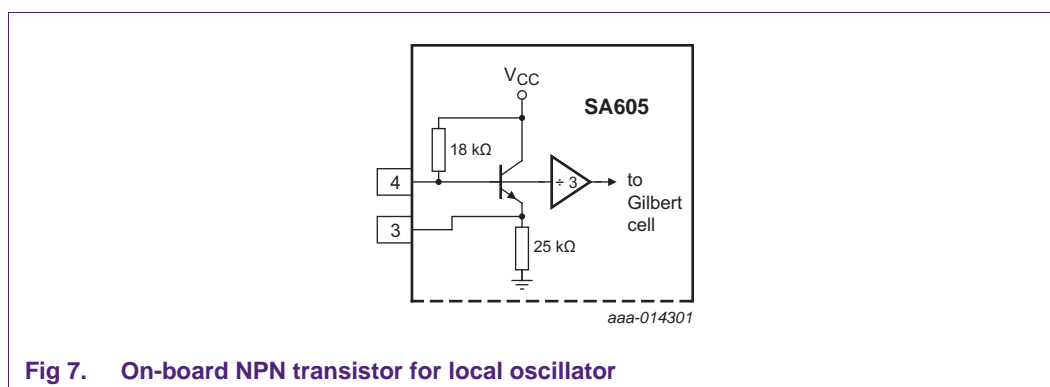 VCC
SA605
18 kΩ
4
÷ 3
to
Gilbert
cell
3
25 kΩ
aaa-014301
Fig 7. On-board NPN transistor for local oscillator